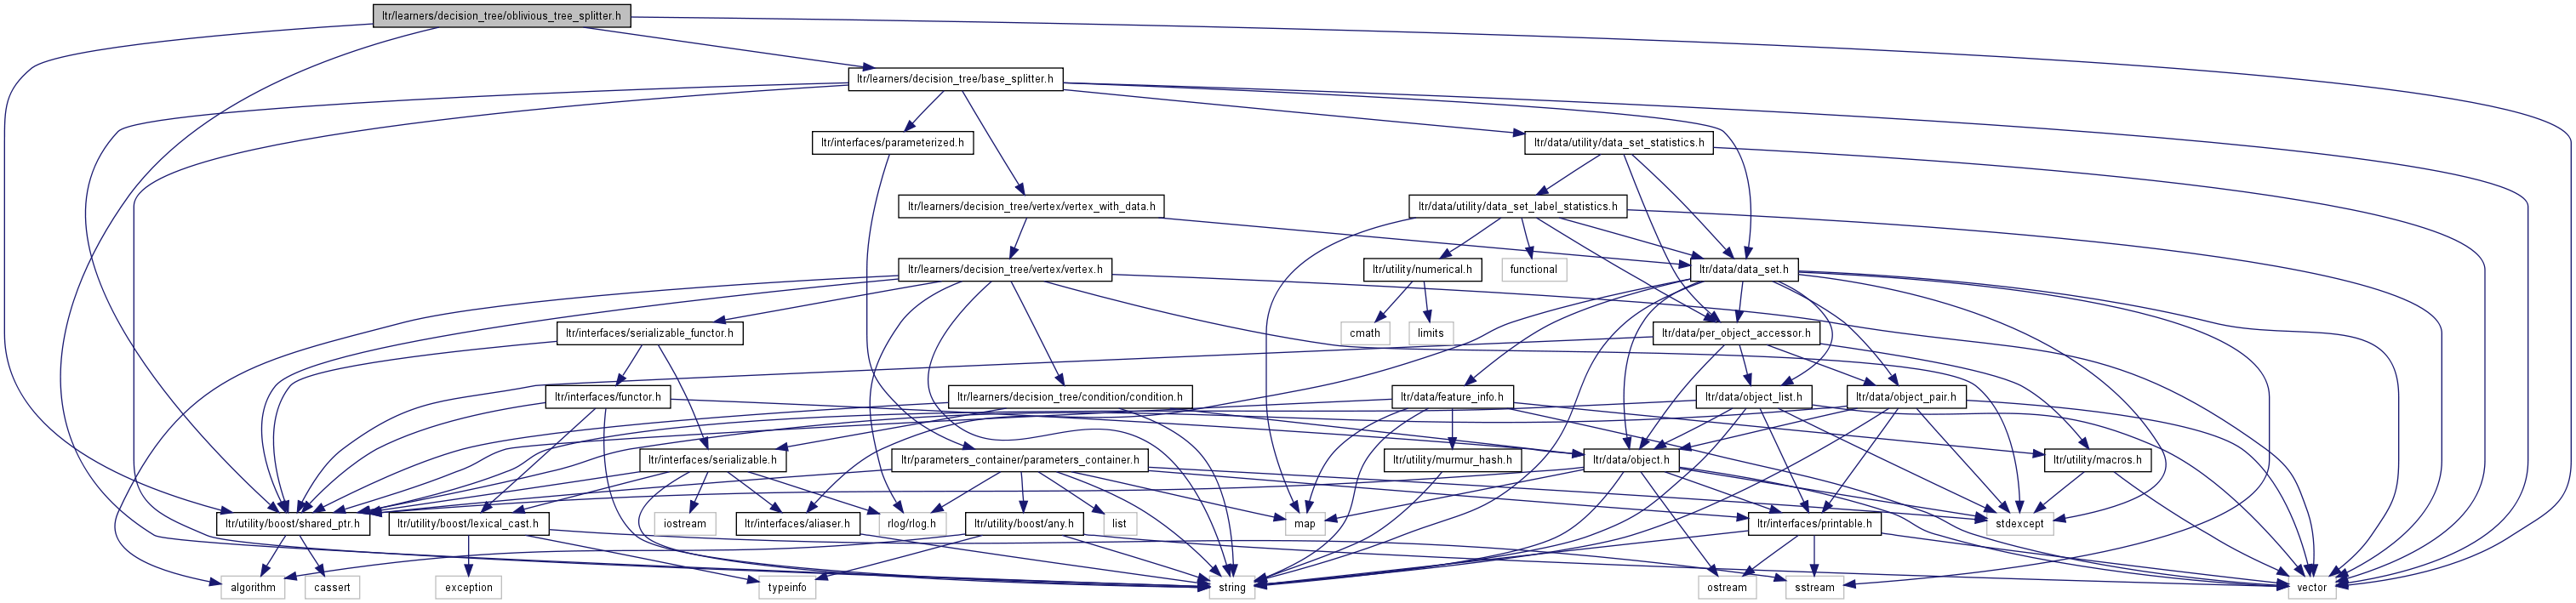 ltr/learners/decision_tree/oblivious_tree_splitter.h
ltr/learners/decision_tree/base_splitter.h
ltr/interfaces/parameterized.h
ltr/data/utility/data_set_statistics.h
ltr/learners/decision_tree/vertex/vertex_with_data.h
ltr/data/utility/data_set_label_statistics.h
ltr/learners/decision_tree/vertex/vertex.h
ltr/utility/numerical.h
functional
ltr/data/data_set.h
ltr/interfaces/serializable_functor.h
cmath
limits
ltr/data/per_object_accessor.h
ltr/interfaces/functor.h
ltr/learners/decision_tree/condition/condition.h
ltr/data/feature_info.h
ltr/data/object_list.h
ltr/data/object_pair.h
ltr/interfaces/serializable.h
ltr/parameters_container/parameters_container.h
ltr/utility/murmur_hash.h
ltr/data/object.h
ltr/utility/macros.h
ltr/utility/boost/shared_ptr.h
ltr/utility/boost/lexical_cast.h
iostream
ltr/interfaces/aliaser.h
rlog/rlog.h
ltr/utility/boost/any.h
list
map
ltr/interfaces/printable.h
stdexcept
algorithm
cassert
exception
typeinfo
string
ostream
sstream
vector